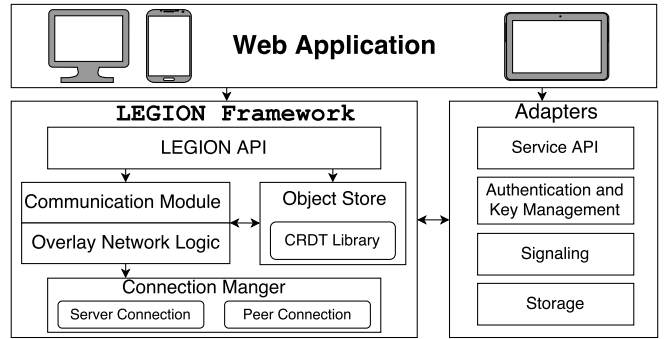 Web Application
LEGION Framework
LEGION API
Communication Module
Overlay Network Logic
Object Store
CRDT Library
Connection Manger
Server Connection
Peer Connection
Adapters
Service API
Authentication and
Key Management
Signaling
Storage